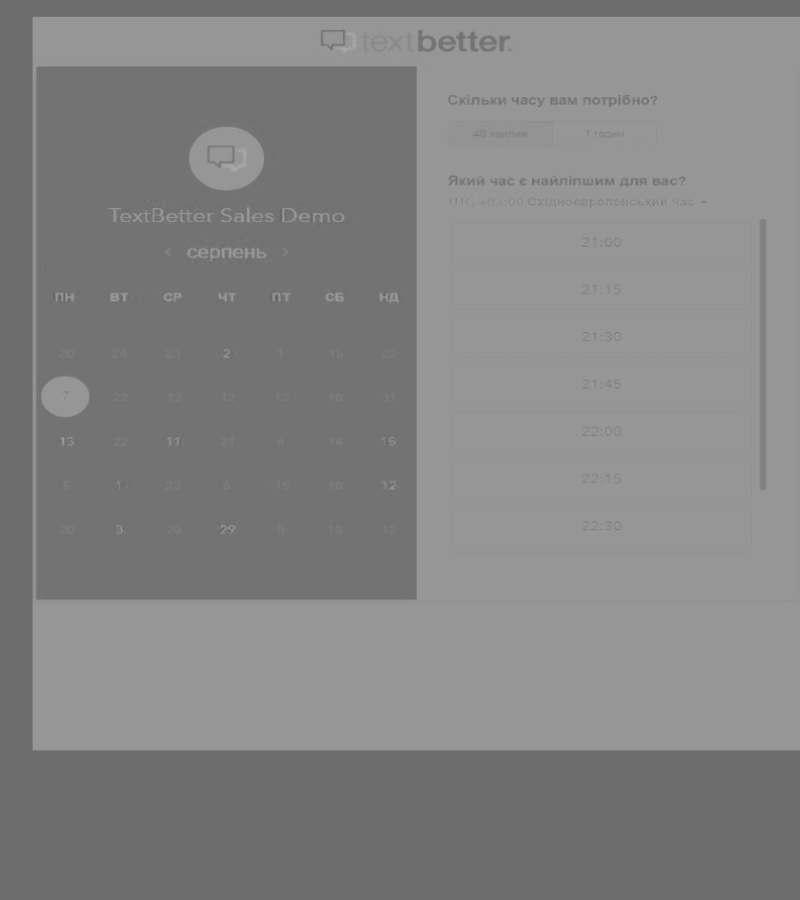 textbetter.
TextBetter Sales Demo
‹ серпень ›
ПН ВТ СР ЧТ ПТ СБ НД
20 24 23 2 1 15 22
7 22 12 12 12 10 31
13 22 11 21 6 14 15
5 1 23 6 15 10 12
20 3 20 29 8 18 12
Скільки часу вам потрібно?
40 хвилин 1 годин
Який час є найліпшим для вас?
UTC +03:00 Східноєвропейський час
21:00
21:15
21:30
21:45
22:00
22:15
22:30